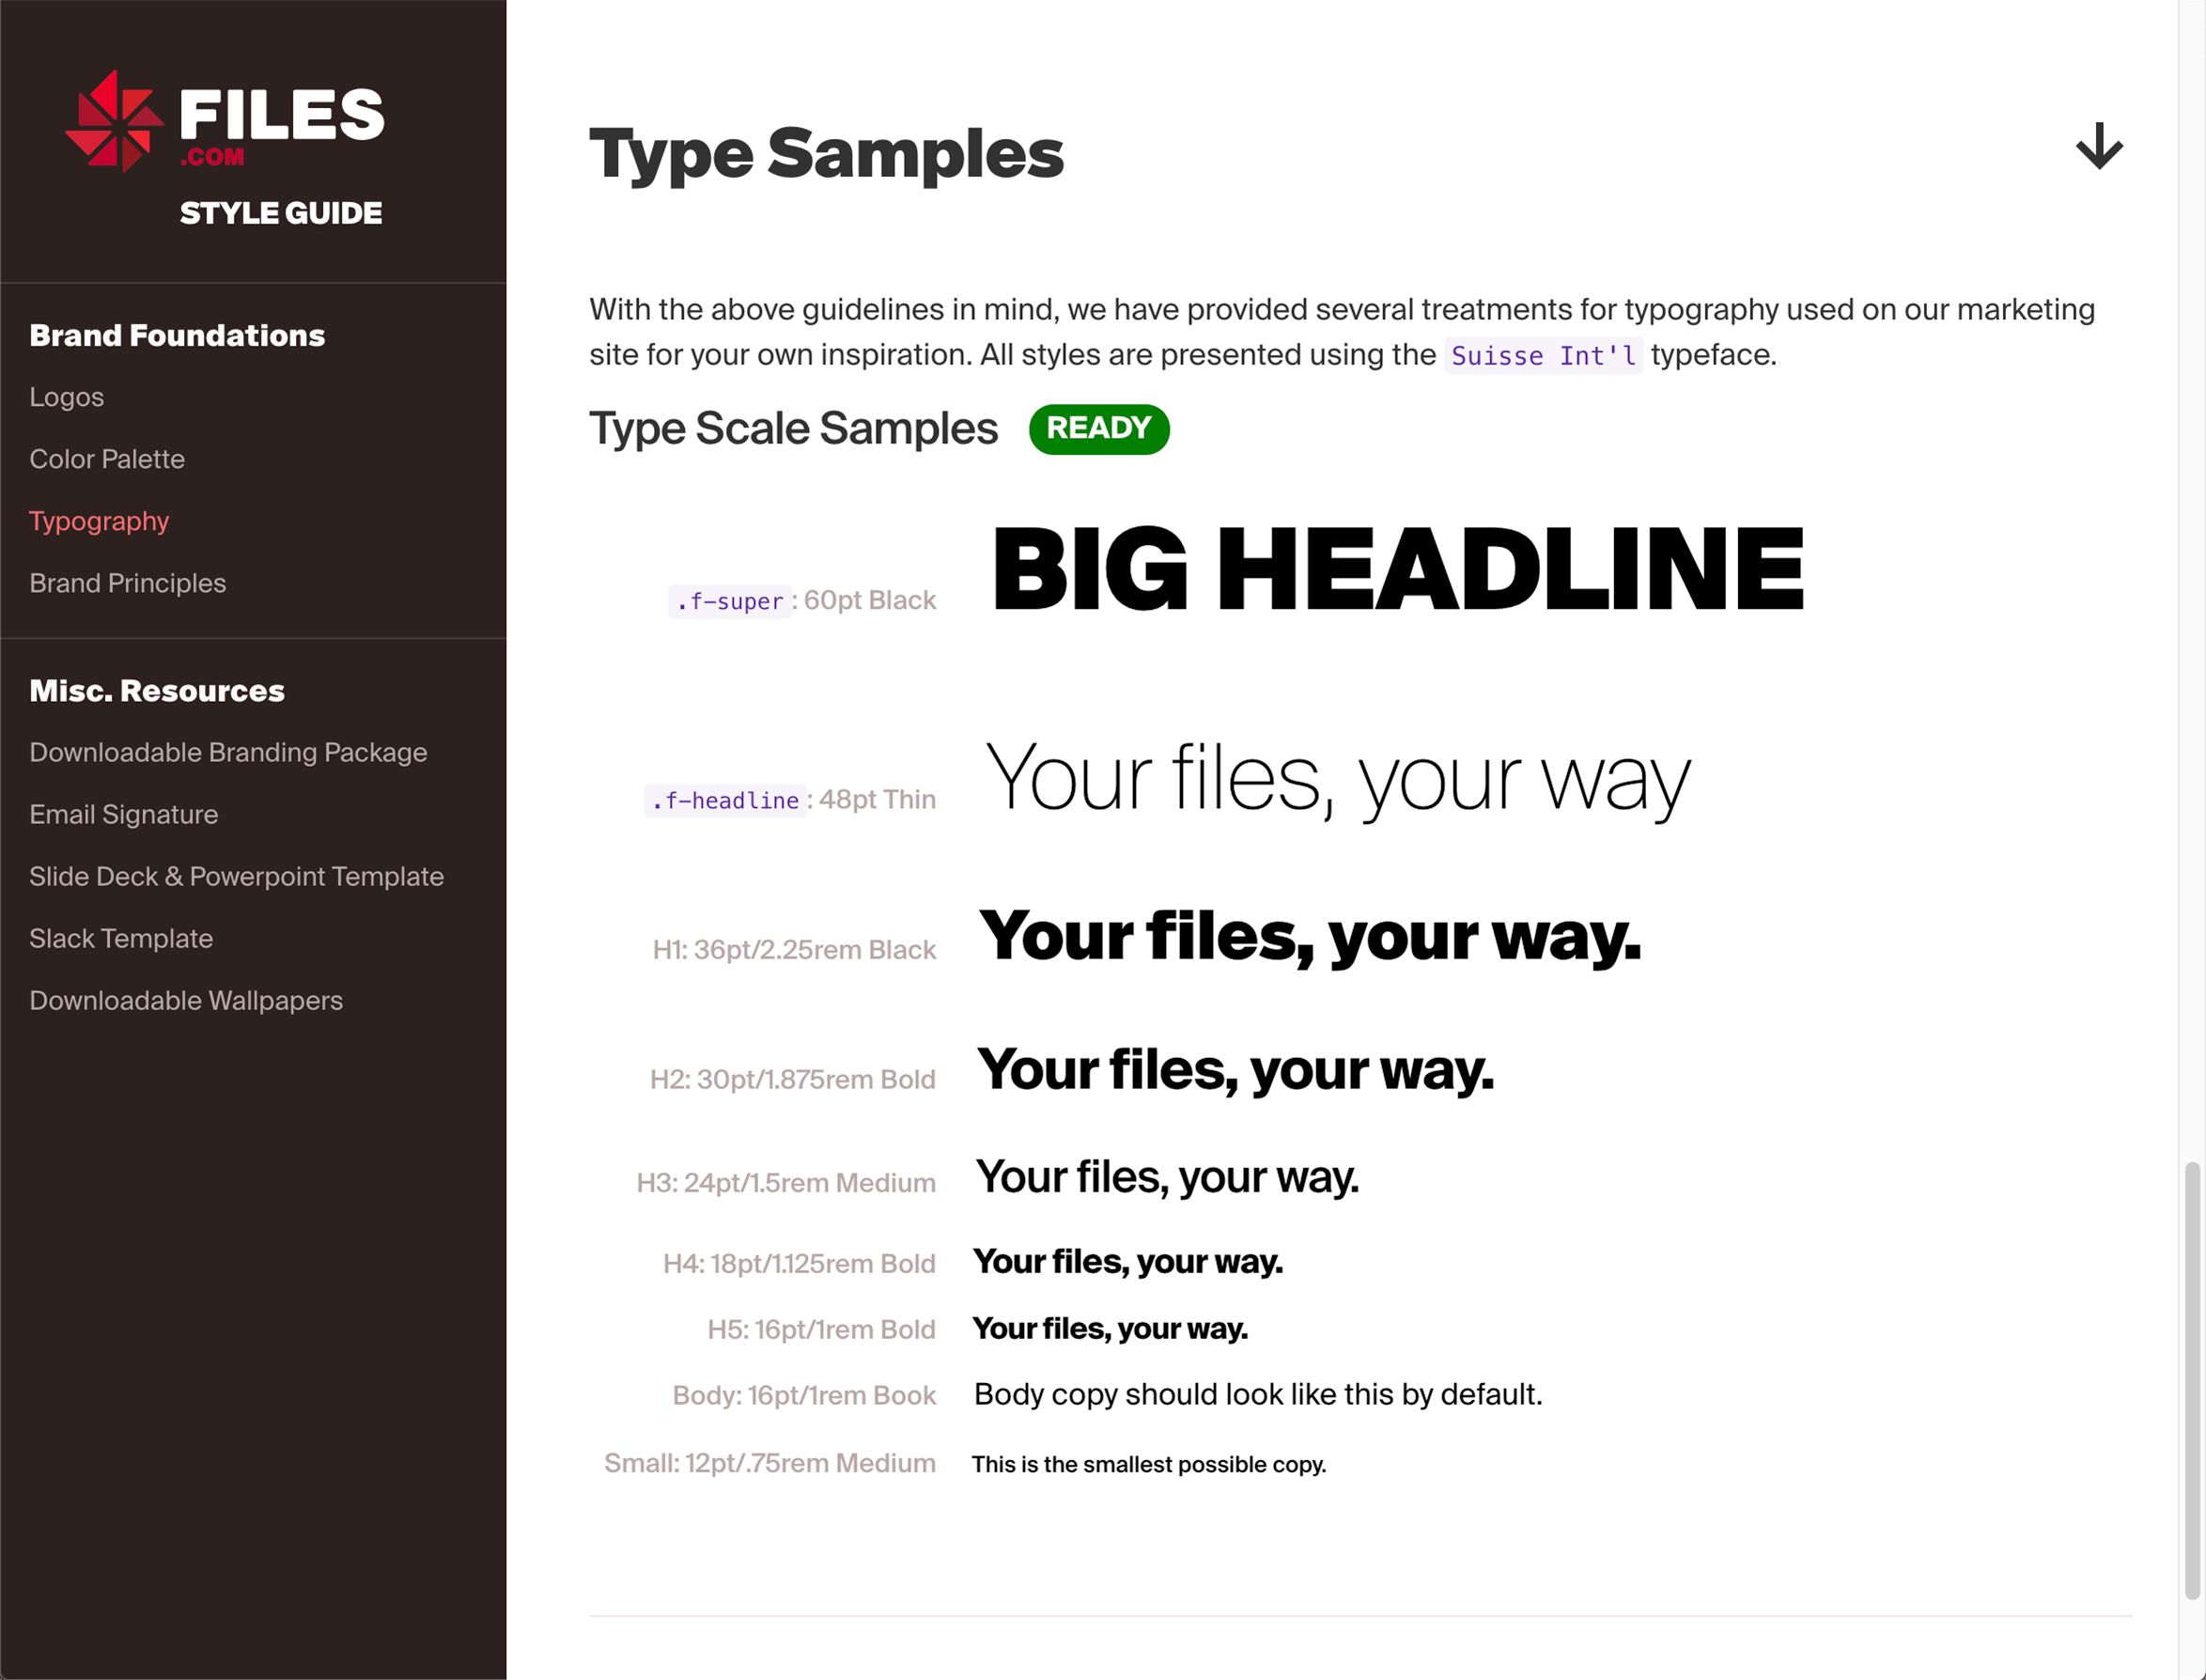 FILES
.COM
STYLE GUIDE
Brand Foundations
Logos
Color Palette
Typography
Brand Principles
Misc. Resources
Downloadable Branding Package
Email Signature
Slide Deck & Powerpoint Template
Slack Template
Downloadable Wallpapers
Type Samples
With the above guidelines in mind, we have provided several treatments for typography used on our marketing
site for your own inspiration. All styles are presented using the Suisse Int'l typeface.
Type Scale Samples READY
.f-super: 60pt Black BIG HEADLINE
.f-headline: 48pt Thin Your files, your way
H1: 36pt/2.25rem Black Your files, your way.
H2: 30pt/1.875rem Bold Your files, your way.
H3: 24pt/1.5rem Medium Your files, your way.
H4: 18pt/1.125rem Bold Your files, your way.
H5: 16pt/1rem Bold Your files, your way.
Body: 16pt/1rem Book Body copy should look like this by default.
Small: 12pt/.75rem Medium This is the smallest possible copy.